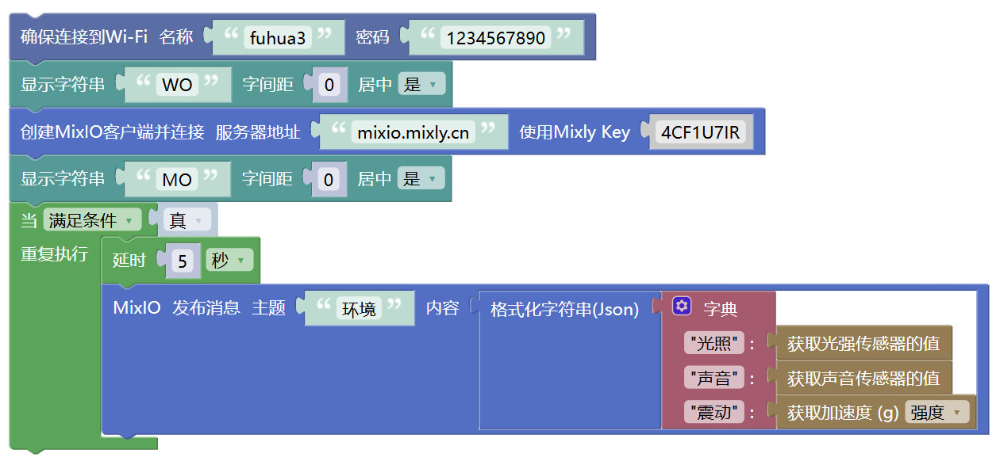 确保连接到Wi-Fi 名称 “ fuhua3 ” 密码 “ 1234567890 ”
显示字符串 “ WO ” 字间距 0 居中 是
创建MixIO客户端并连接 服务器地址 “ mixio.mixly.cn ” 使用Mixly Key 4CF1U7IR
显示字符串 “ MO ” 字间距 0 居中 是
当 满足条件 真
重复执行
延时 5 秒
MixIO 发布消息 主题 “ 环境 ” 内容 格式化字符串(Json) 字典
"光照" : 获取光强传感器的值
"声音" : 获取声音传感器的值
"震动" : 获取加速度 (g) 强度